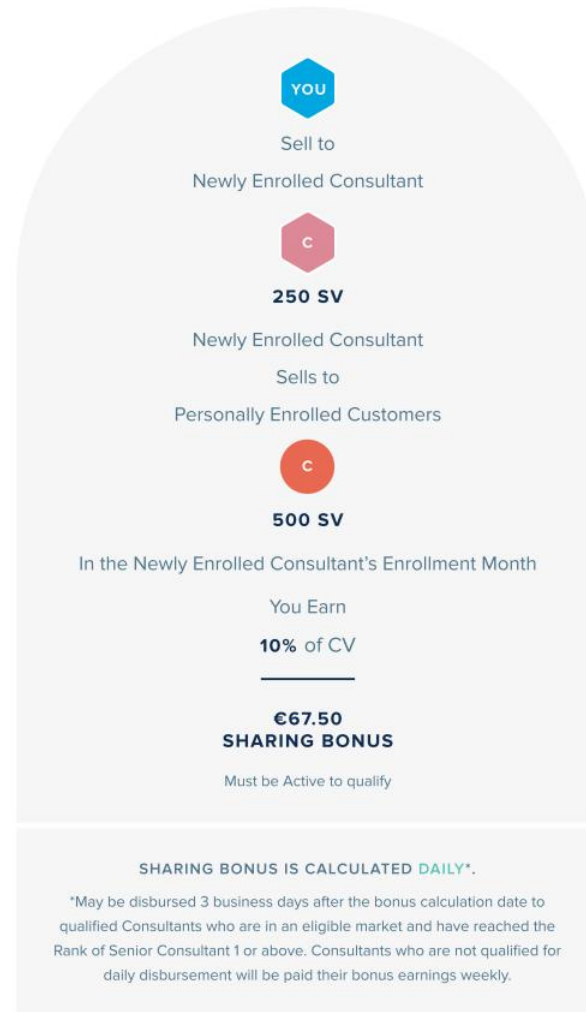 YOU
Sell to
Newly Enrolled Consultant
C
250 SV
Newly Enrolled Consultant
Sells to
Personally Enrolled Customers
C
500 SV
In the Newly Enrolled Consultant's Enrollment Month
You Earn
10% of CV
€67.50
SHARING BONUS
Must be Active to qualify
SHARING BONUS IS CALCULATED DAILY*.
*May be disbursed 3 business days after the bonus calculation date to
qualified Consultants who are in an eligible market and have reached the
Rank of Senior Consultant 1 or above. Consultants who are not qualified for
daily disbursement will be paid their bonus earnings weekly.